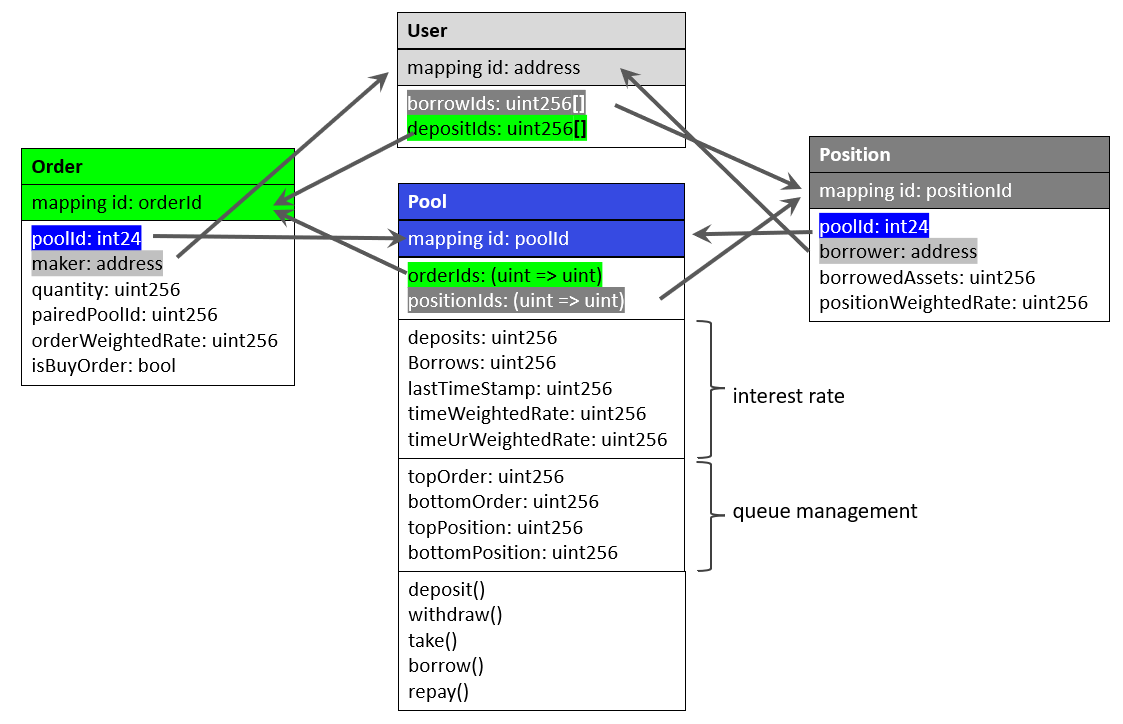 User
mapping id: address
borrowIds: uint256[]
depositIds: uint256[]
Order
mapping id: orderId
poolId: int24
maker: address
quantity: uint256
pairedPoolId: uint256
orderWeightedRate: uint256
isBuyOrder: bool
Pool
mapping id: poolId
orderIds: (uint => uint)
positionIds: (uint => uint)
deposits: uint256
Borrows: uint256
lastTimeStamp: uint256
timeWeightedRate: uint256
timeUrWeightedRate: uint256
interest rate
topOrder: uint256
bottomOrder: uint256
topPosition: uint256
bottomPosition: uint256
queue management
deposit()
withdraw()
take()
borrow()
repay()
Position
mapping id: positionId
poolId: int24
borrower: address
borrowedAssets: uint256
positionWeightedRate: uint256